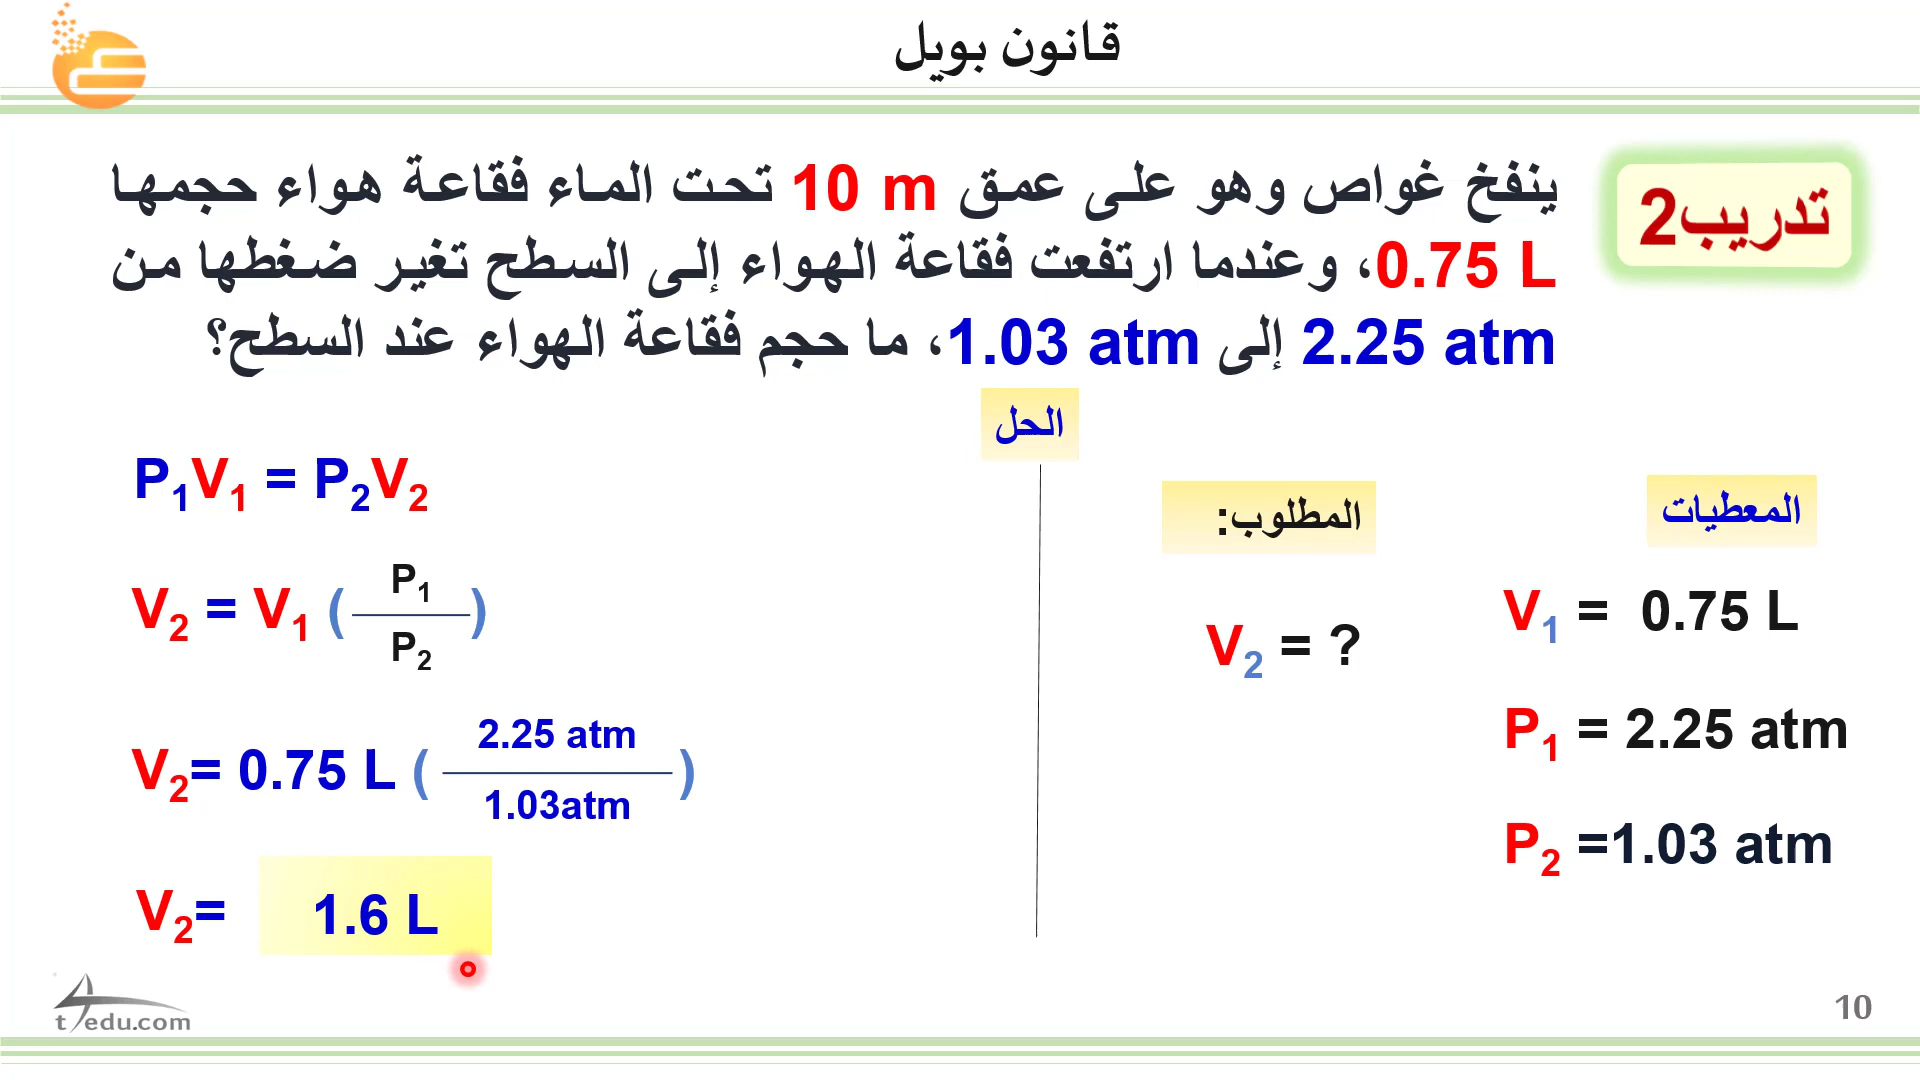 قانون بويل
تدريب2
ينفخ غواص وهو على عمق 10 m تحت الماء فقاعة هواء حجمها
0.75 L، وعندما ارتفعت فقاعة الهواء إلى السطح تغير ضغطها من
2.25 atm إلى 1.03 atm، ما حجم فقاعة الهواء عند السطح؟
الحل
المعطيات
V1 = 0.75 L
P1 = 2.25 atm
P2 =1.03 atm
المطلوب:
V2 = ?
P1V1 = P2V2
V2 = V1 (P1/P2)
V2= 0.75 L (2.25 atm/1.03atm)
V2= 1.6 L
t4edu.com
10